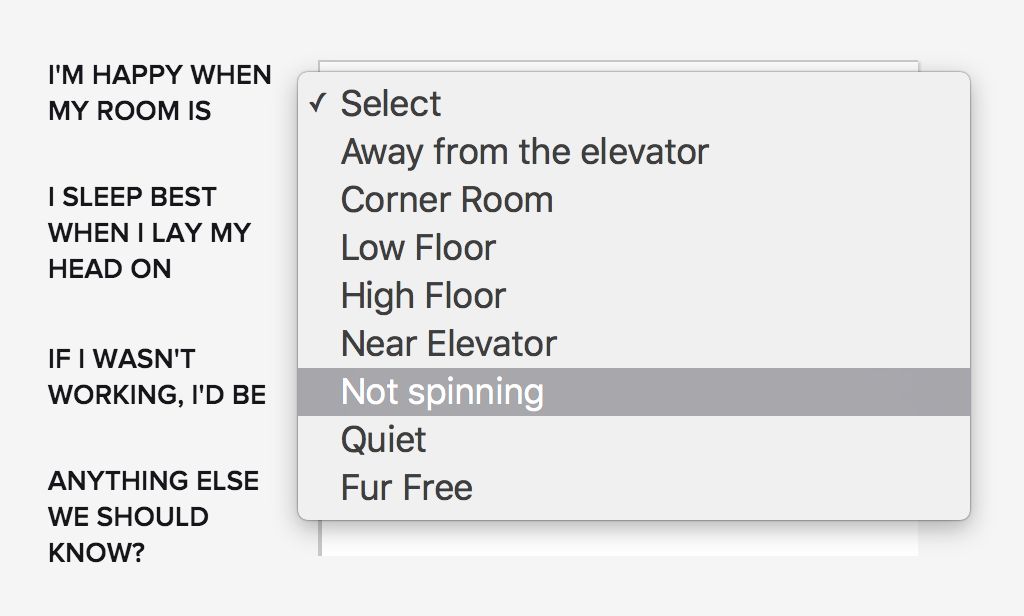 I'M HAPPY WHEN
MY ROOM IS
I SLEEP BEST
WHEN I LAY MY
HEAD ON
IF I WASN'T
WORKING, I'D BE
ANYTHING ELSE
WE SHOULD
KNOW?
✓ Select
Away from the elevator
Corner Room
Low Floor
High Floor
Near Elevator
Not spinning
Quiet
Fur Free